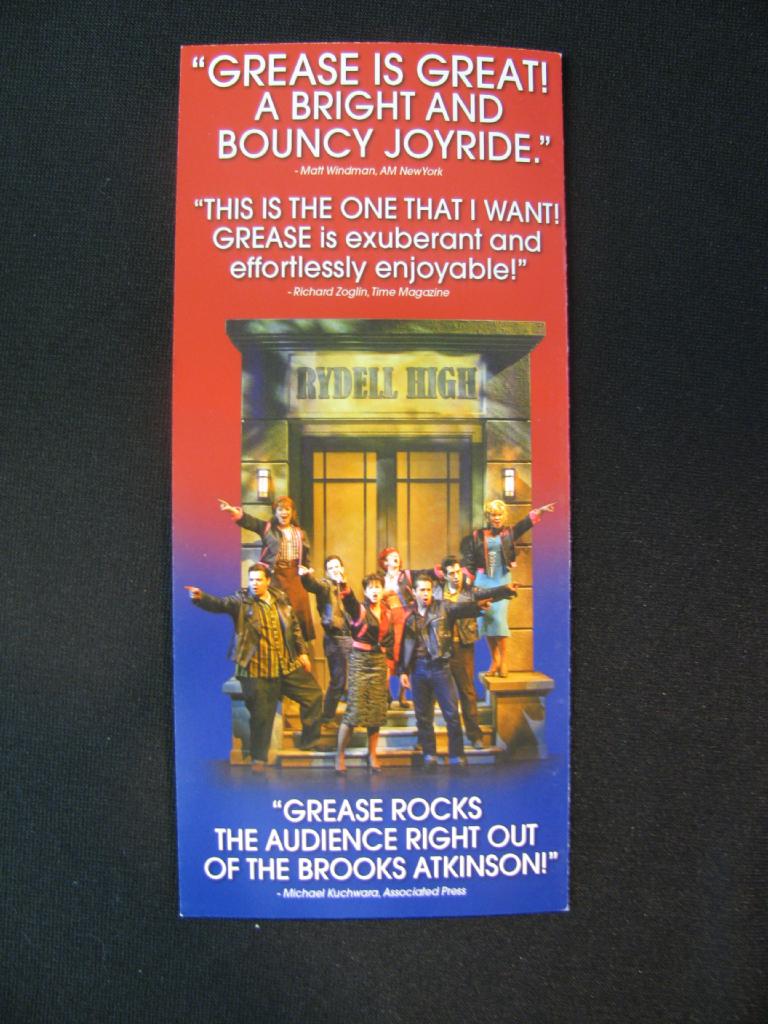 “GREASE IS GREAT!
A BRIGHT AND
BOUNCY JOYRIDE.”
- Matt Windman, AM NewYork
“THIS IS THE ONE THAT I WANT!
GREASE is exuberant and
effortlessly enjoyable!”
- Richard Zoglin, Time Magazine
RYDELL HIGH
“GREASE ROCKS
THE AUDIENCE RIGHT OUT
OF THE BROOKS ATKINSON!”
- Michael Kuchwara, Associated Press